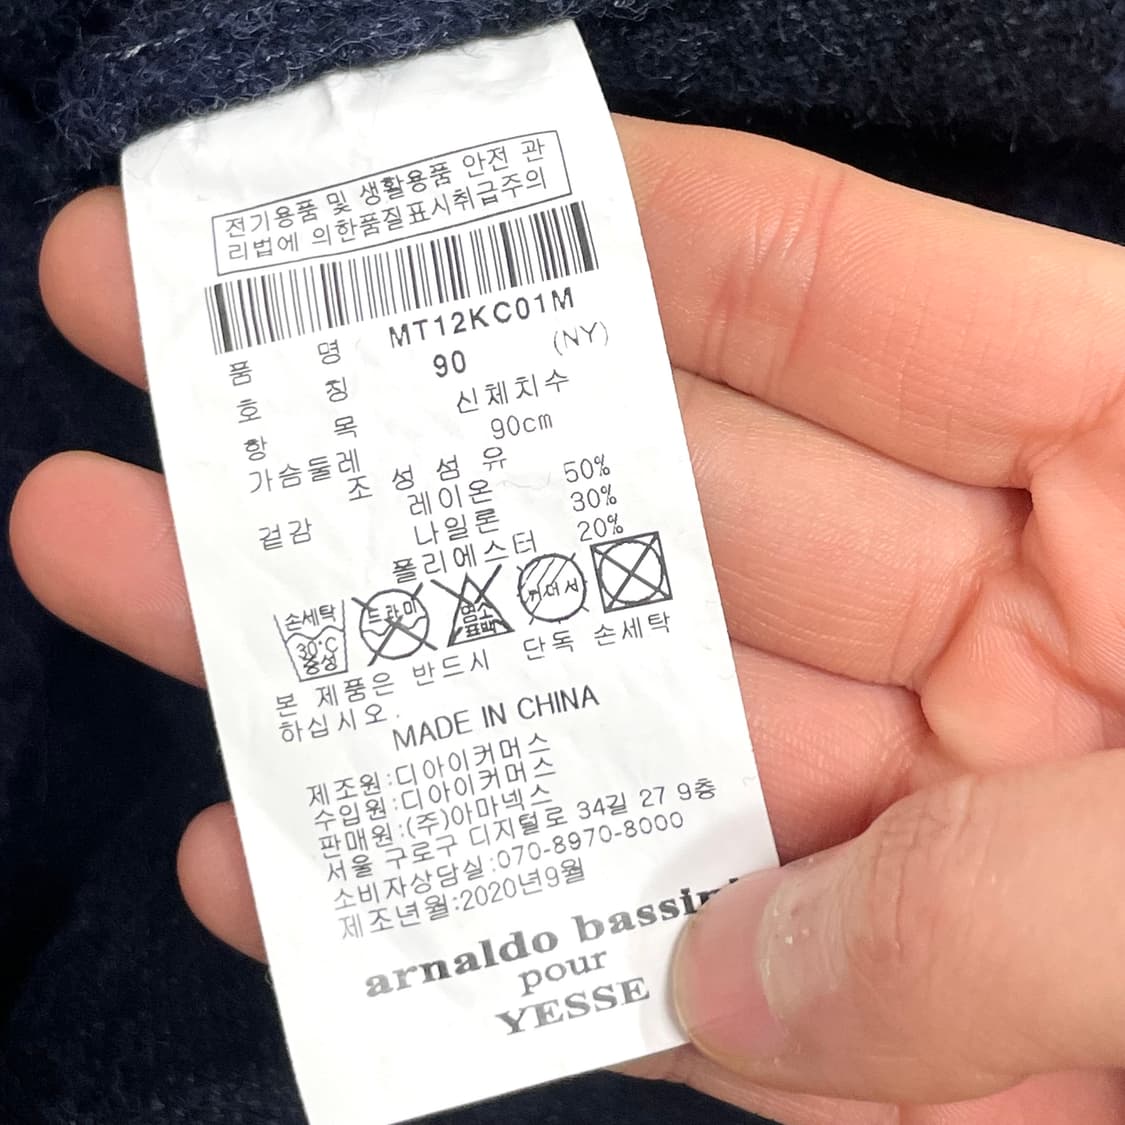 전기용품 및 생활용품 안전 관
리법에 의한품질표시취급주의
품 명 MT12KC01M
호 칭 90 (NY)
항 목 신체치수
가슴둘레 90cm
조성섬유
겉감 레이온 50%
나일론 30%
폴리에스터 20%
손세탁 30℃ 중성 드라이 염소 표백
본 제품은 반드시 단독 손세탁
하십시오.
MADE IN CHINA
제조원:디아이커머스
수입원:디아이커머스
판매원:(주)아마넥스
서울 구로구 디지털로 34길 27 9층
소비자상담실:070-8970-8000
제조년월:2020년9월
arnaldo bassini
pour
YESSE